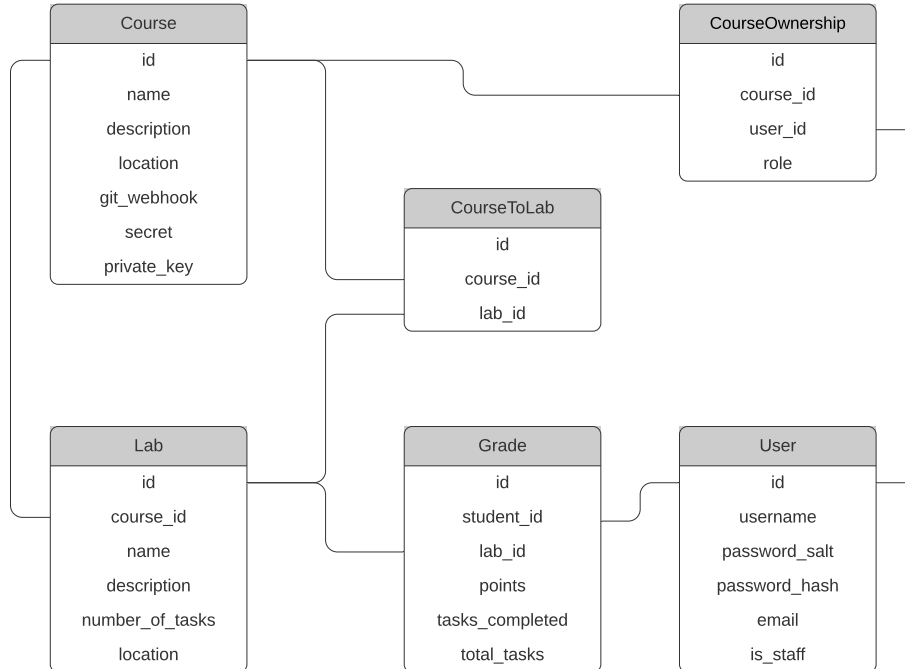 Course
id
name
description
location
git_webhook
secret
private_key
CourseOwnership
id
course_id
user_id
role
CourseToLab
id
course_id
lab_id
Lab
id
course_id
name
description
number_of_tasks
location
Grade
id
student_id
lab_id
points
tasks_completed
total_tasks
User
id
username
password_salt
password_hash
email
is_staff